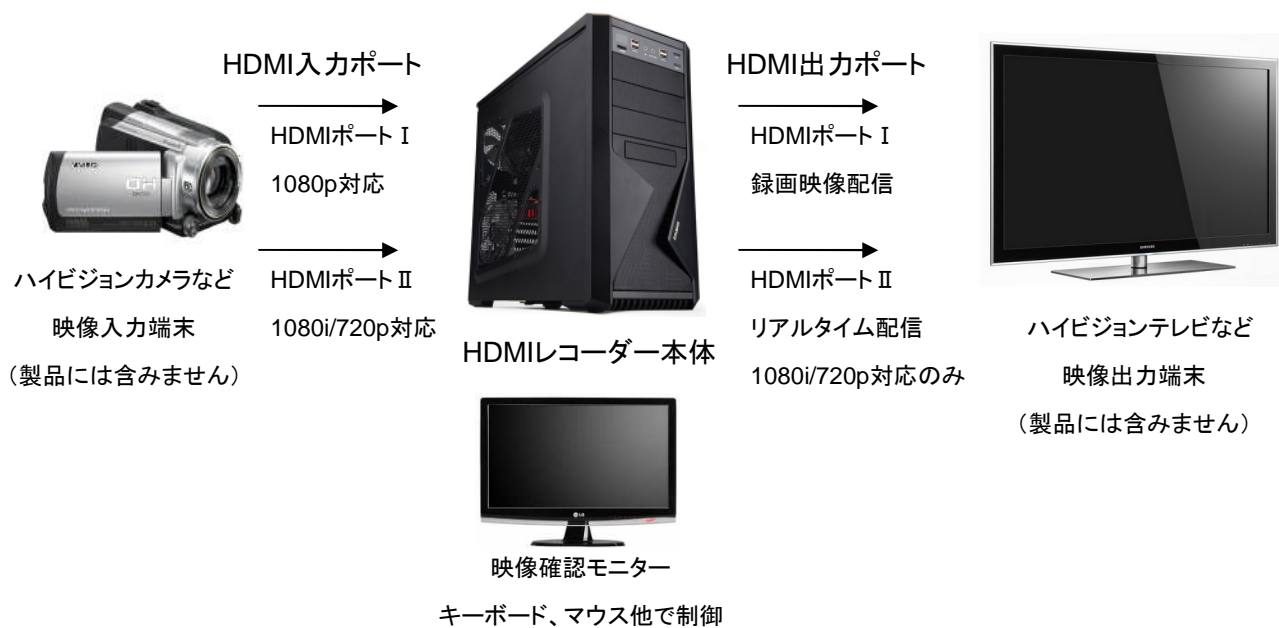 HDMI入力ポート
HDMIポートⅠ
1080p対応
HDMIポートⅡ
1080i/720p対応
ハイビジョンカメラなど
映像入力端末
（製品には含みません）
HDMIレコーダー本体
HDMI出力ポート
HDMIポートⅠ
録画映像配信
HDMIポートⅡ
リアルタイム配信
1080i/720p対応のみ
SAMSUNG
ハイビジョンテレビなど
映像出力端末
（製品には含みません）
LG
映像確認モニター
キーボード、マウス他で制御